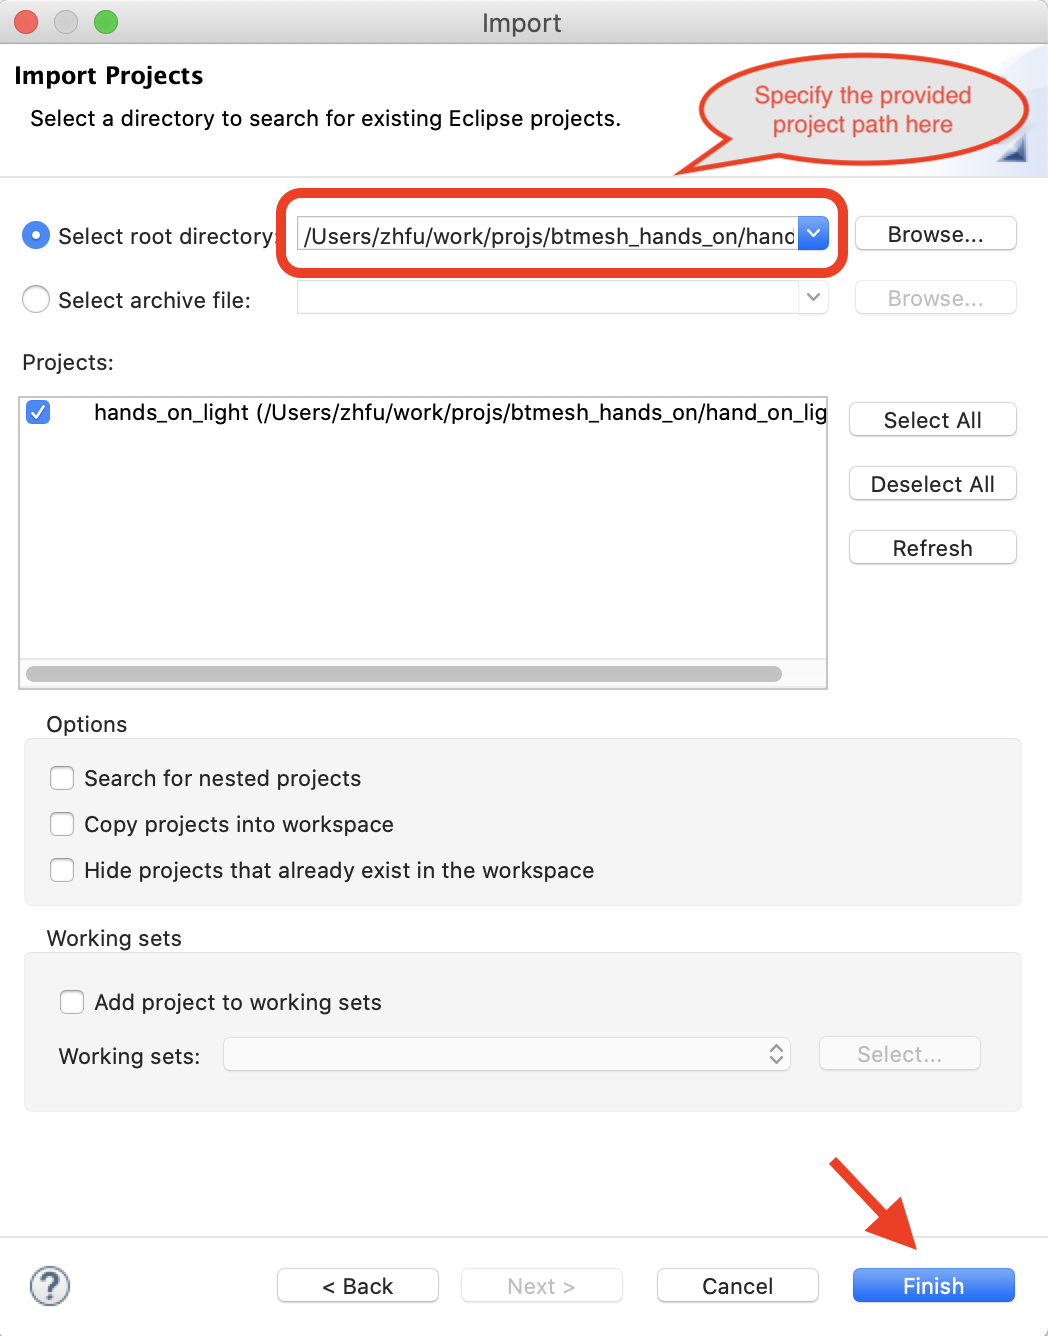 Import
Import Projects
Select a directory to search for existing Eclipse projects.
Specify the provided
project path here
Select root directory:
/Users/zhfu/work/projs/btmesh_hands_on/hand
Browse...
Select archive file:
Browse...
Projects:
hands_on_light (/Users/zhfu/work/projs/btmesh_hands_on/hand_on_lig
Select All
Deselect All
Refresh
Options
Search for nested projects
Copy projects into workspace
Hide projects that already exist in the workspace
Working sets
Add project to working sets
Working sets:
Select...
?
< Back
Next >
Cancel
Finish